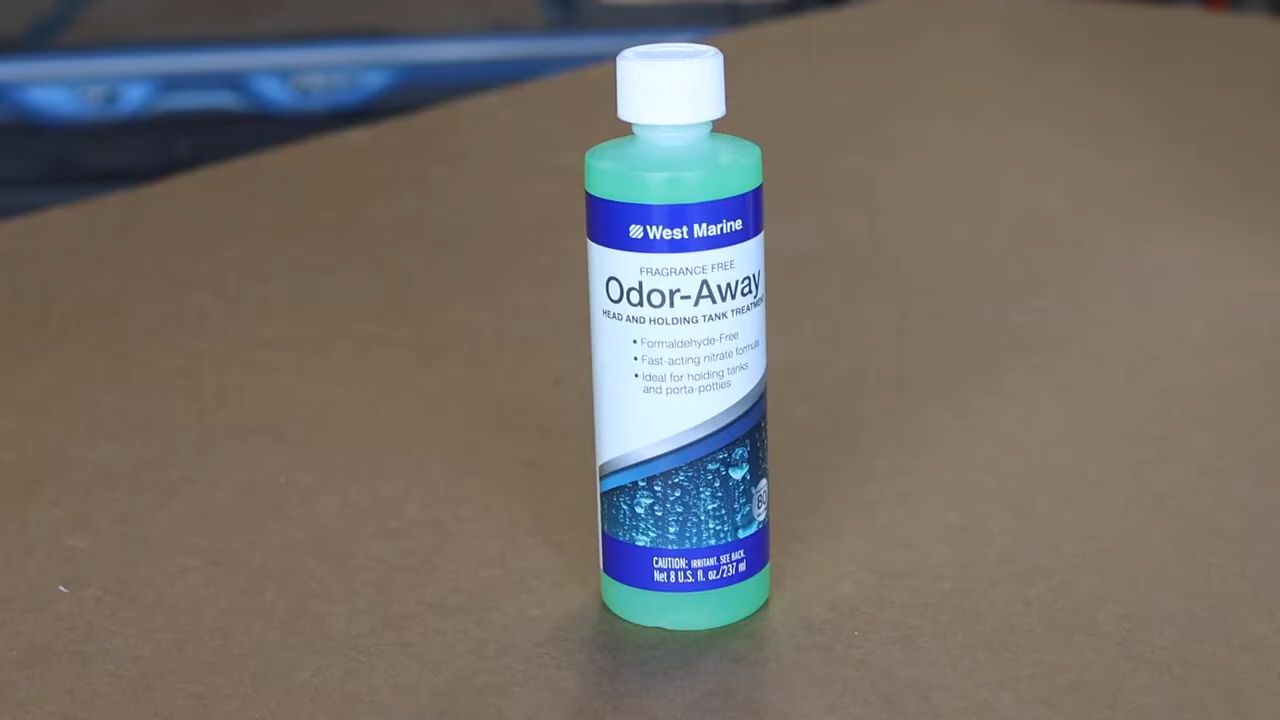 West Marine
FRAGRANCE FREE
Odor-Away
HEAD AND HOLDING TANK TREATMENT
• Formaldehyde-Free
• Fast-acting nitrate formula
• Ideal for holding tanks
and porta-potties
80
CAUTION: IRRITANT. SEE BACK.
Net 8 U.S. fl. oz./237 ml